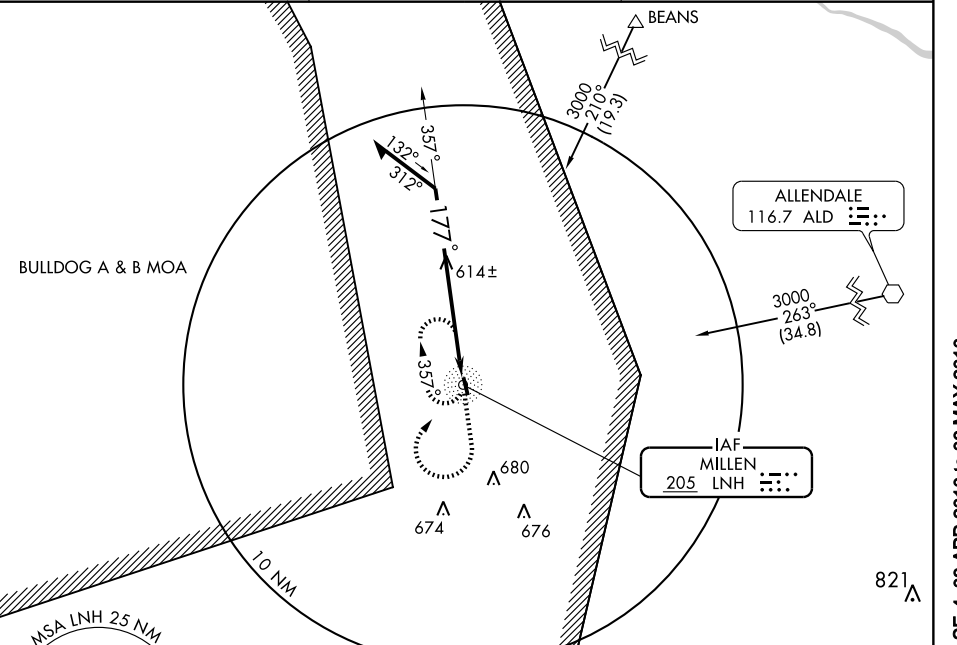 BEANS
3000
210°
(19.3)
357°
132°
312°
177°
ALLENDALE
116.7 ALD
BULLDOG A & B MOA
614±
3000
263°
(34.8)
357°
IAF
MILLEN
205 LNH
680
674
676
10 NM
821
MSA LNH 25 NM